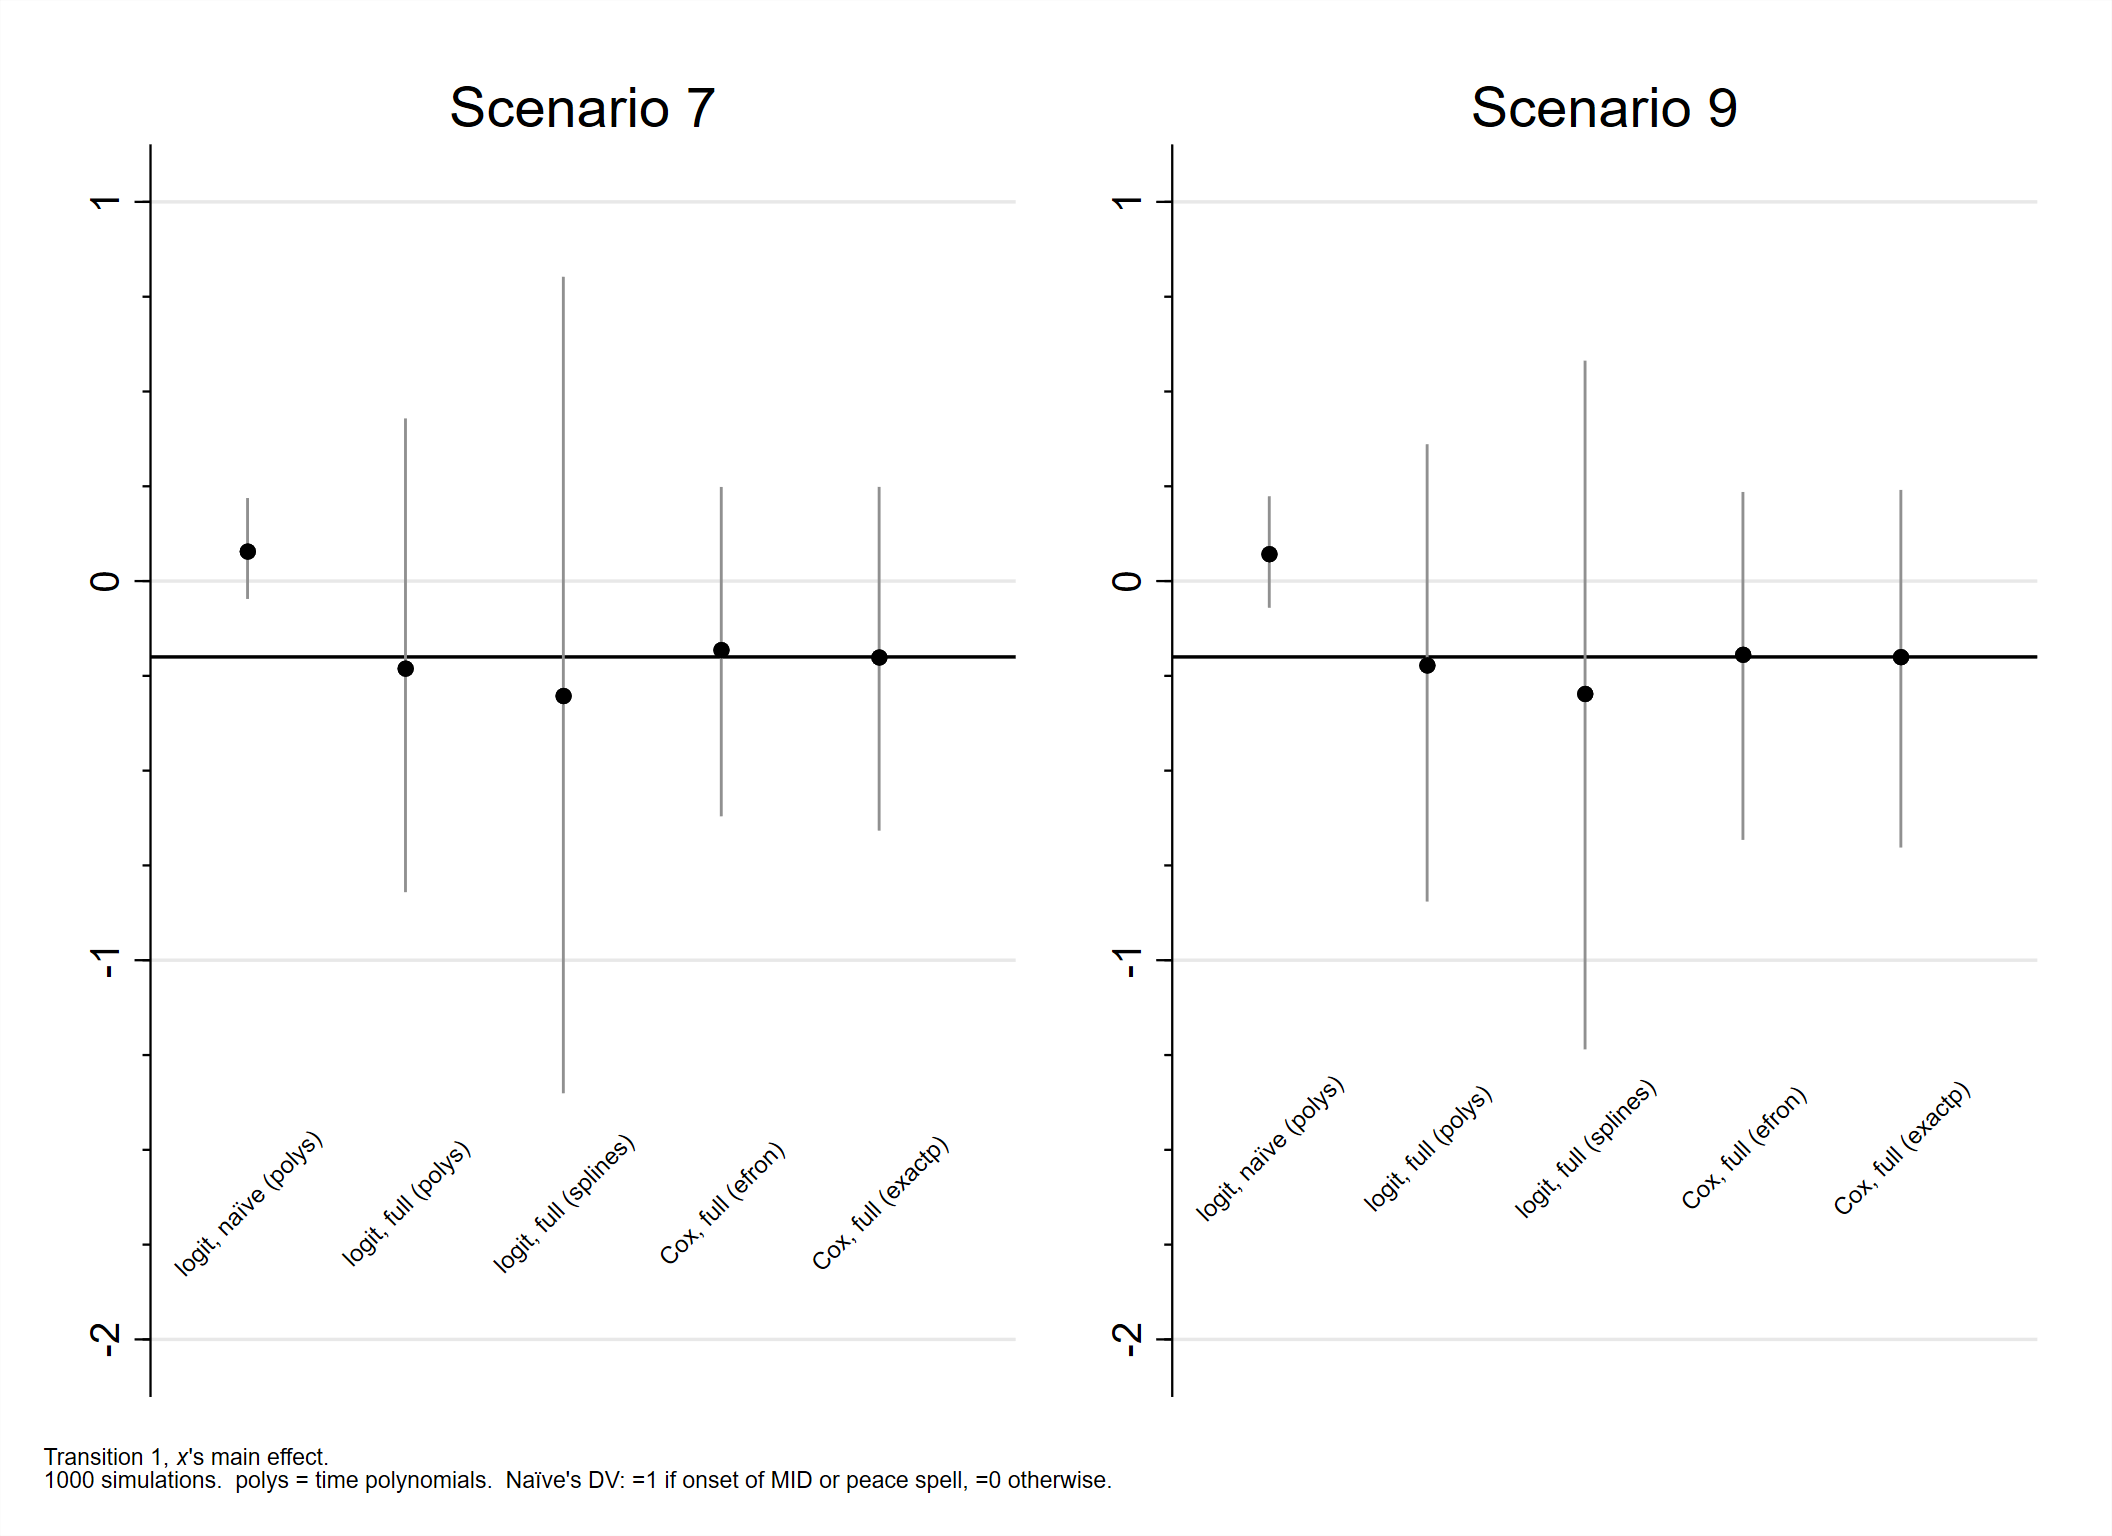 Scenario 7
1
0
-1
-2
logit, naïve (polys)
logit, full (polys)
logit, full (splines)
Cox, full (efron)
Cox, full (exactp)
Scenario 9
1
0
-1
-2
logit, naïve (polys)
logit, full (polys)
logit, full (splines)
Cox, full (efron)
Cox, full (exactp)
Transition 1, x's main effect.
1000 simulations.  polys = time polynomials.  Naïve's DV: =1 if onset of MID or peace spell, =0 otherwise.